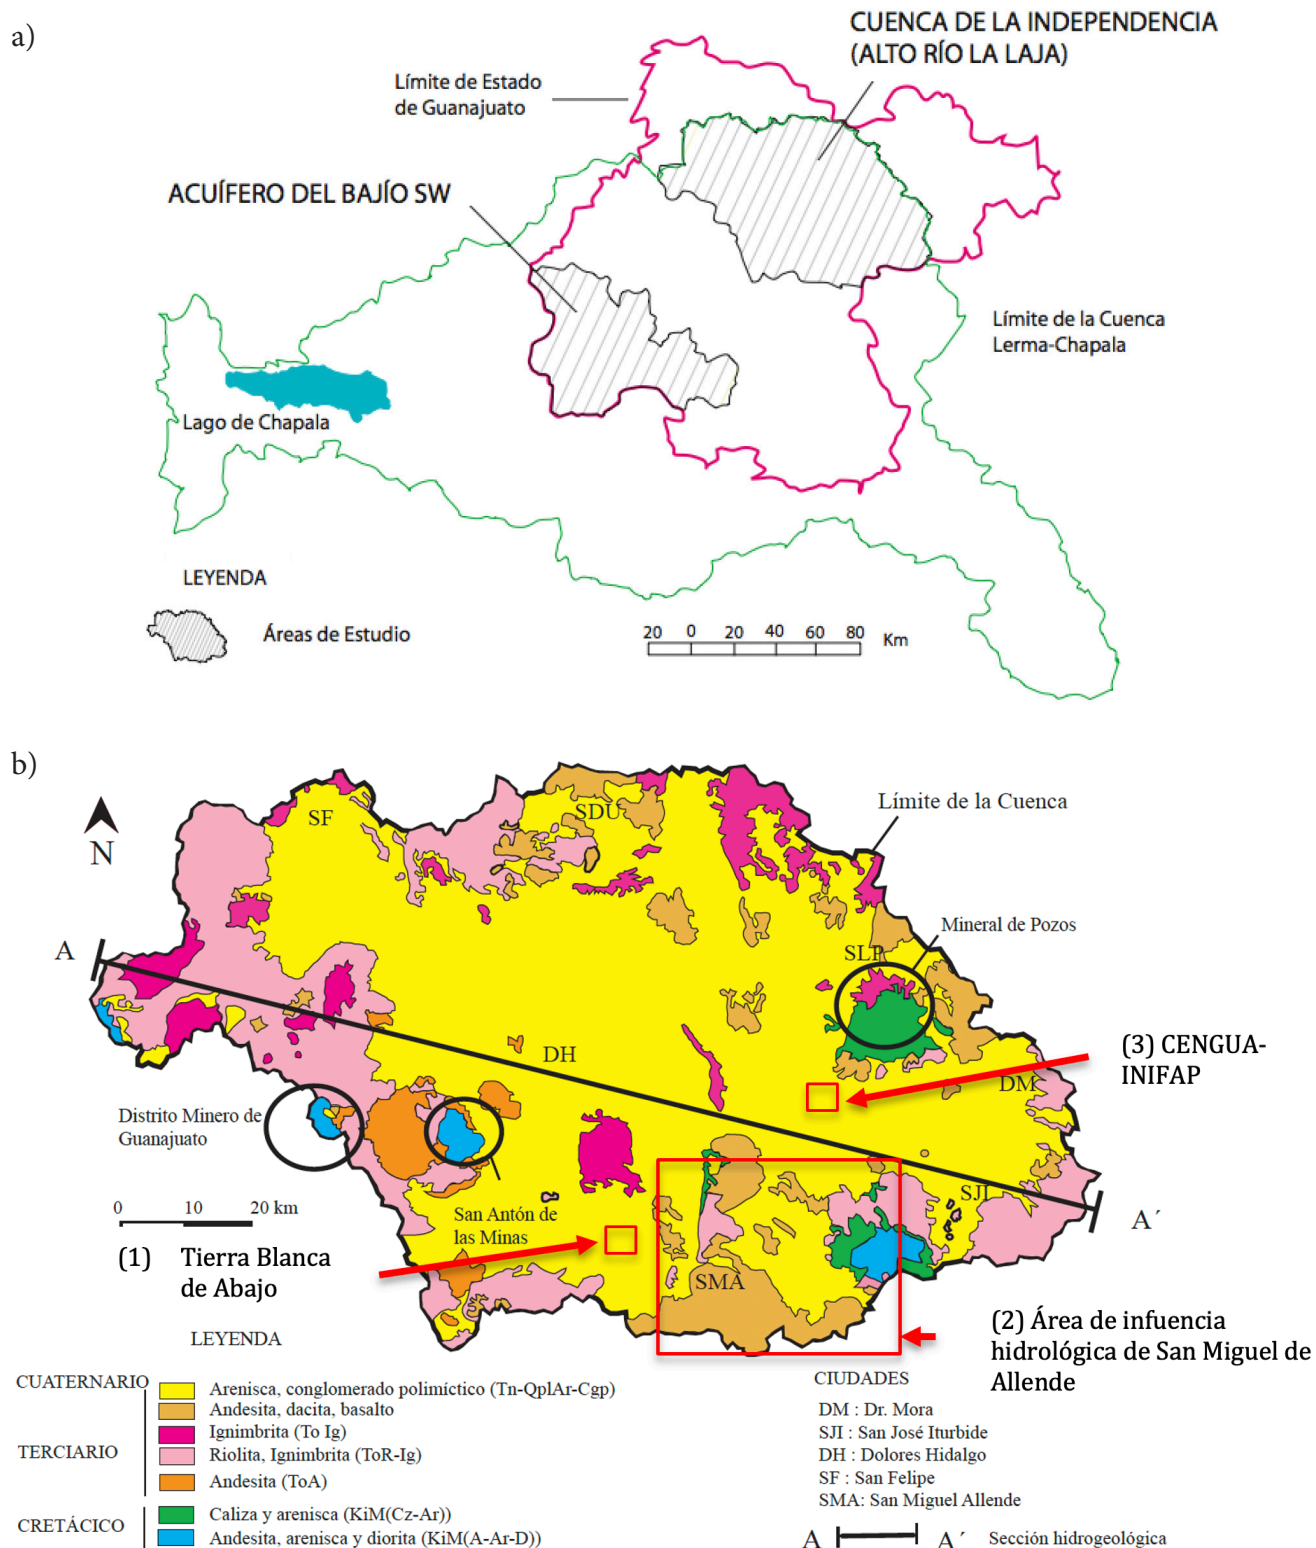 a)
CUENCA DE LA INDEPENDENCIA
(ALTO RÍO LA LAJA)
Límite de Estado
de Guanajuato
ACUÍFERO DEL BAJÍO SW
Límite de la Cuenca
Lerma-Chapala
Lago de Chapala
LEYENDA
Áreas de Estudio
20 0 20 40 60 80 Km
b)
N
SF
SDU
Límite de la Cuenca
Mineral de Pozos
SLP
A
DH
(3) CENGUA-
INIFAP
DM
Distrito Minero de
Guanajuato
0 10 20 km
San Antón de
las Minas
SJI
A´
(1) Tierra Blanca
de Abajo
SMA
(2) Área de infuencia
hidrológica de San Miguel de
Allende
LEYENDA
CUATERNARIO
Arenisca, conglomerado polimíctico (Tn-QplAr-Cgp)
Andesita, dacita, basalto
TERCIARIO
Ignimbrita (To Ig)
Riolita, Ignimbrita (ToR-Ig)
Andesita (ToA)
CRETÁCICO
Caliza y arenisca (KiM(Cz-Ar))
Andesita, arenisca y diorita (KiM(A-Ar-D))
CIUDADES
DM : Dr. Mora
SJI : San José Iturbide
DH : Dolores Hidalgo
SF : San Felipe
SMA: San Miguel Allende
A A´ Sección hidrogeológica